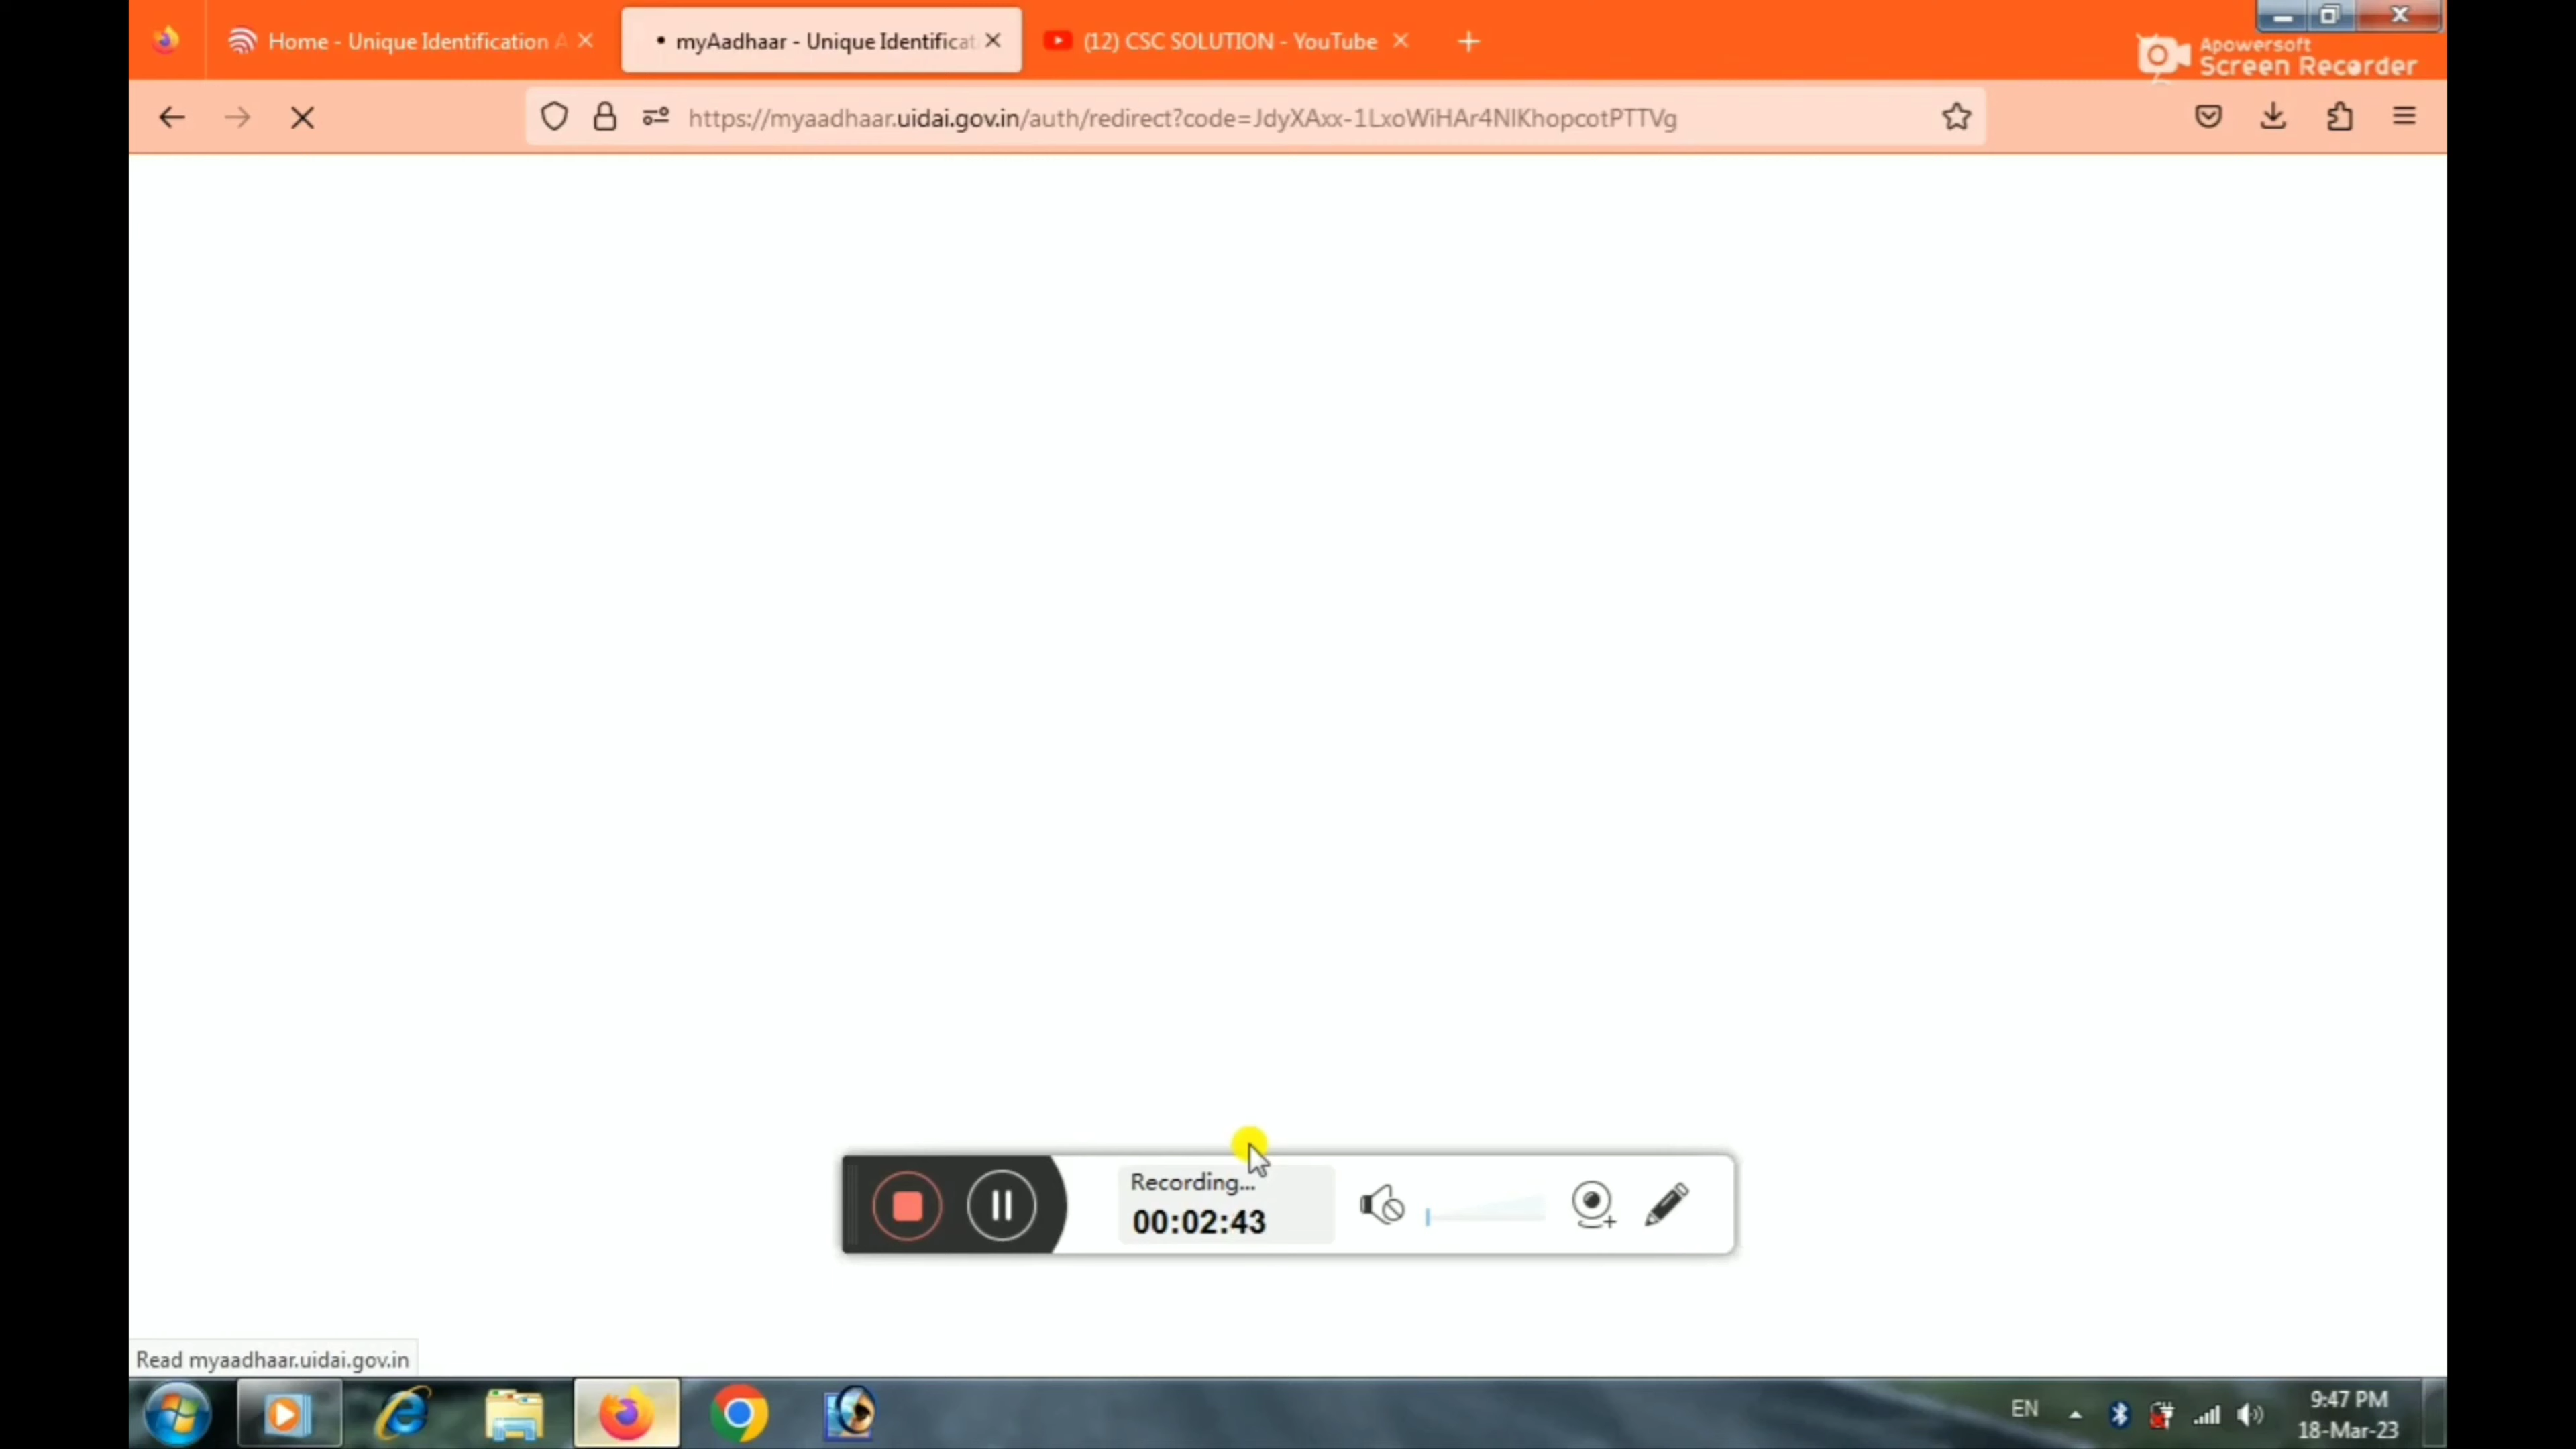 Home - Unique Identification A
myAadhaar - Unique Identificat
(12) CSC SOLUTION - YouTube
Apowersoft
Screen Recorder
https://myaadhaar.uidai.gov.in/auth/redirect?code=JdyXAxx-1LxoWiHAr4NIKhopcotPTTVg
Recording...
00:02:43
Read myaadhaar.uidai.gov.in
EN
9:47 PM
18-Mar-23